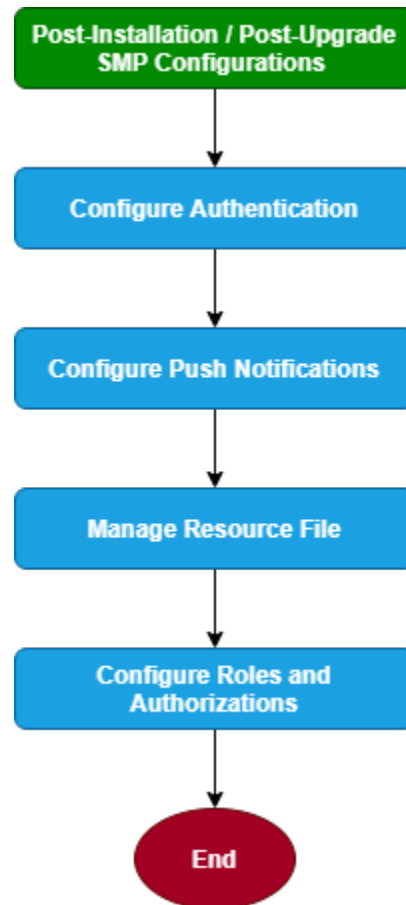 Post-Installation / Post-Upgrade
SMP Configurations
Configure Authentication
Configure Push Notifications
Manage Resource File
Configure Roles and
Authorizations
End